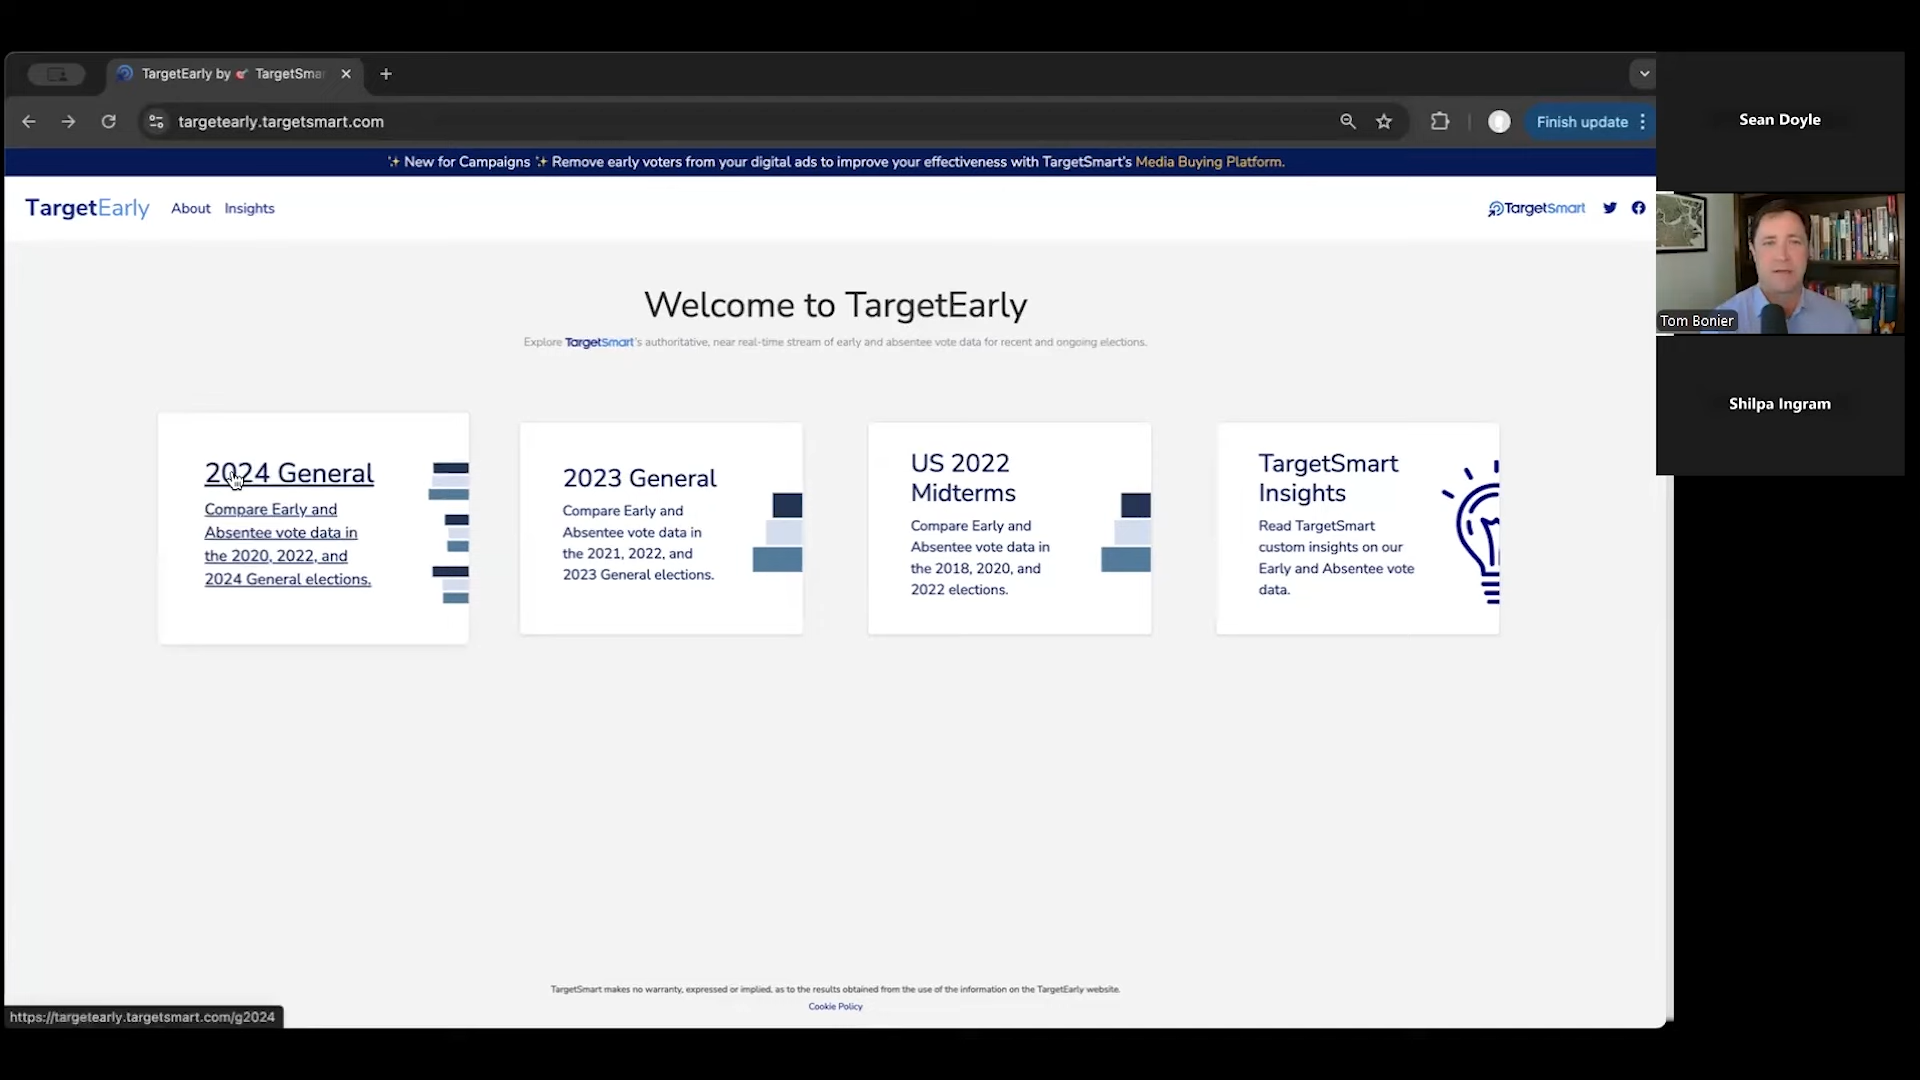 TargetEarly by TargetSma
targetearly.targetsmart.com
Finish update
✨ New for Campaigns ✨ Remove early voters from your digital ads to improve your effectiveness with TargetSmart's Media Buying Platform.
TargetEarly
About
Insights
TargetSmart
Welcome to TargetEarly
Explore TargetSmart's authoritative, near real-time stream of early and absentee vote data for recent and ongoing elections.
2024 General
Compare Early and
Absentee vote data in
the 2020, 2022, and
2024 General elections.
2023 General
Compare Early and
Absentee vote data in
the 2021, 2022, and
2023 General elections.
US 2022
Midterms
Compare Early and
Absentee vote data in
the 2018, 2020, and
2022 elections.
TargetSmart
Insights
Read TargetSmart
custom insights on our
Early and Absentee vote
data.
TargetSmart makes no warranty, expressed or implied, as to the results obtained from the use of the information on the TargetEarly website.
Cookie Policy
https://targetearly.targetsmart.com/g2024
Sean Doyle
Tom Bonier
Shilpa Ingram